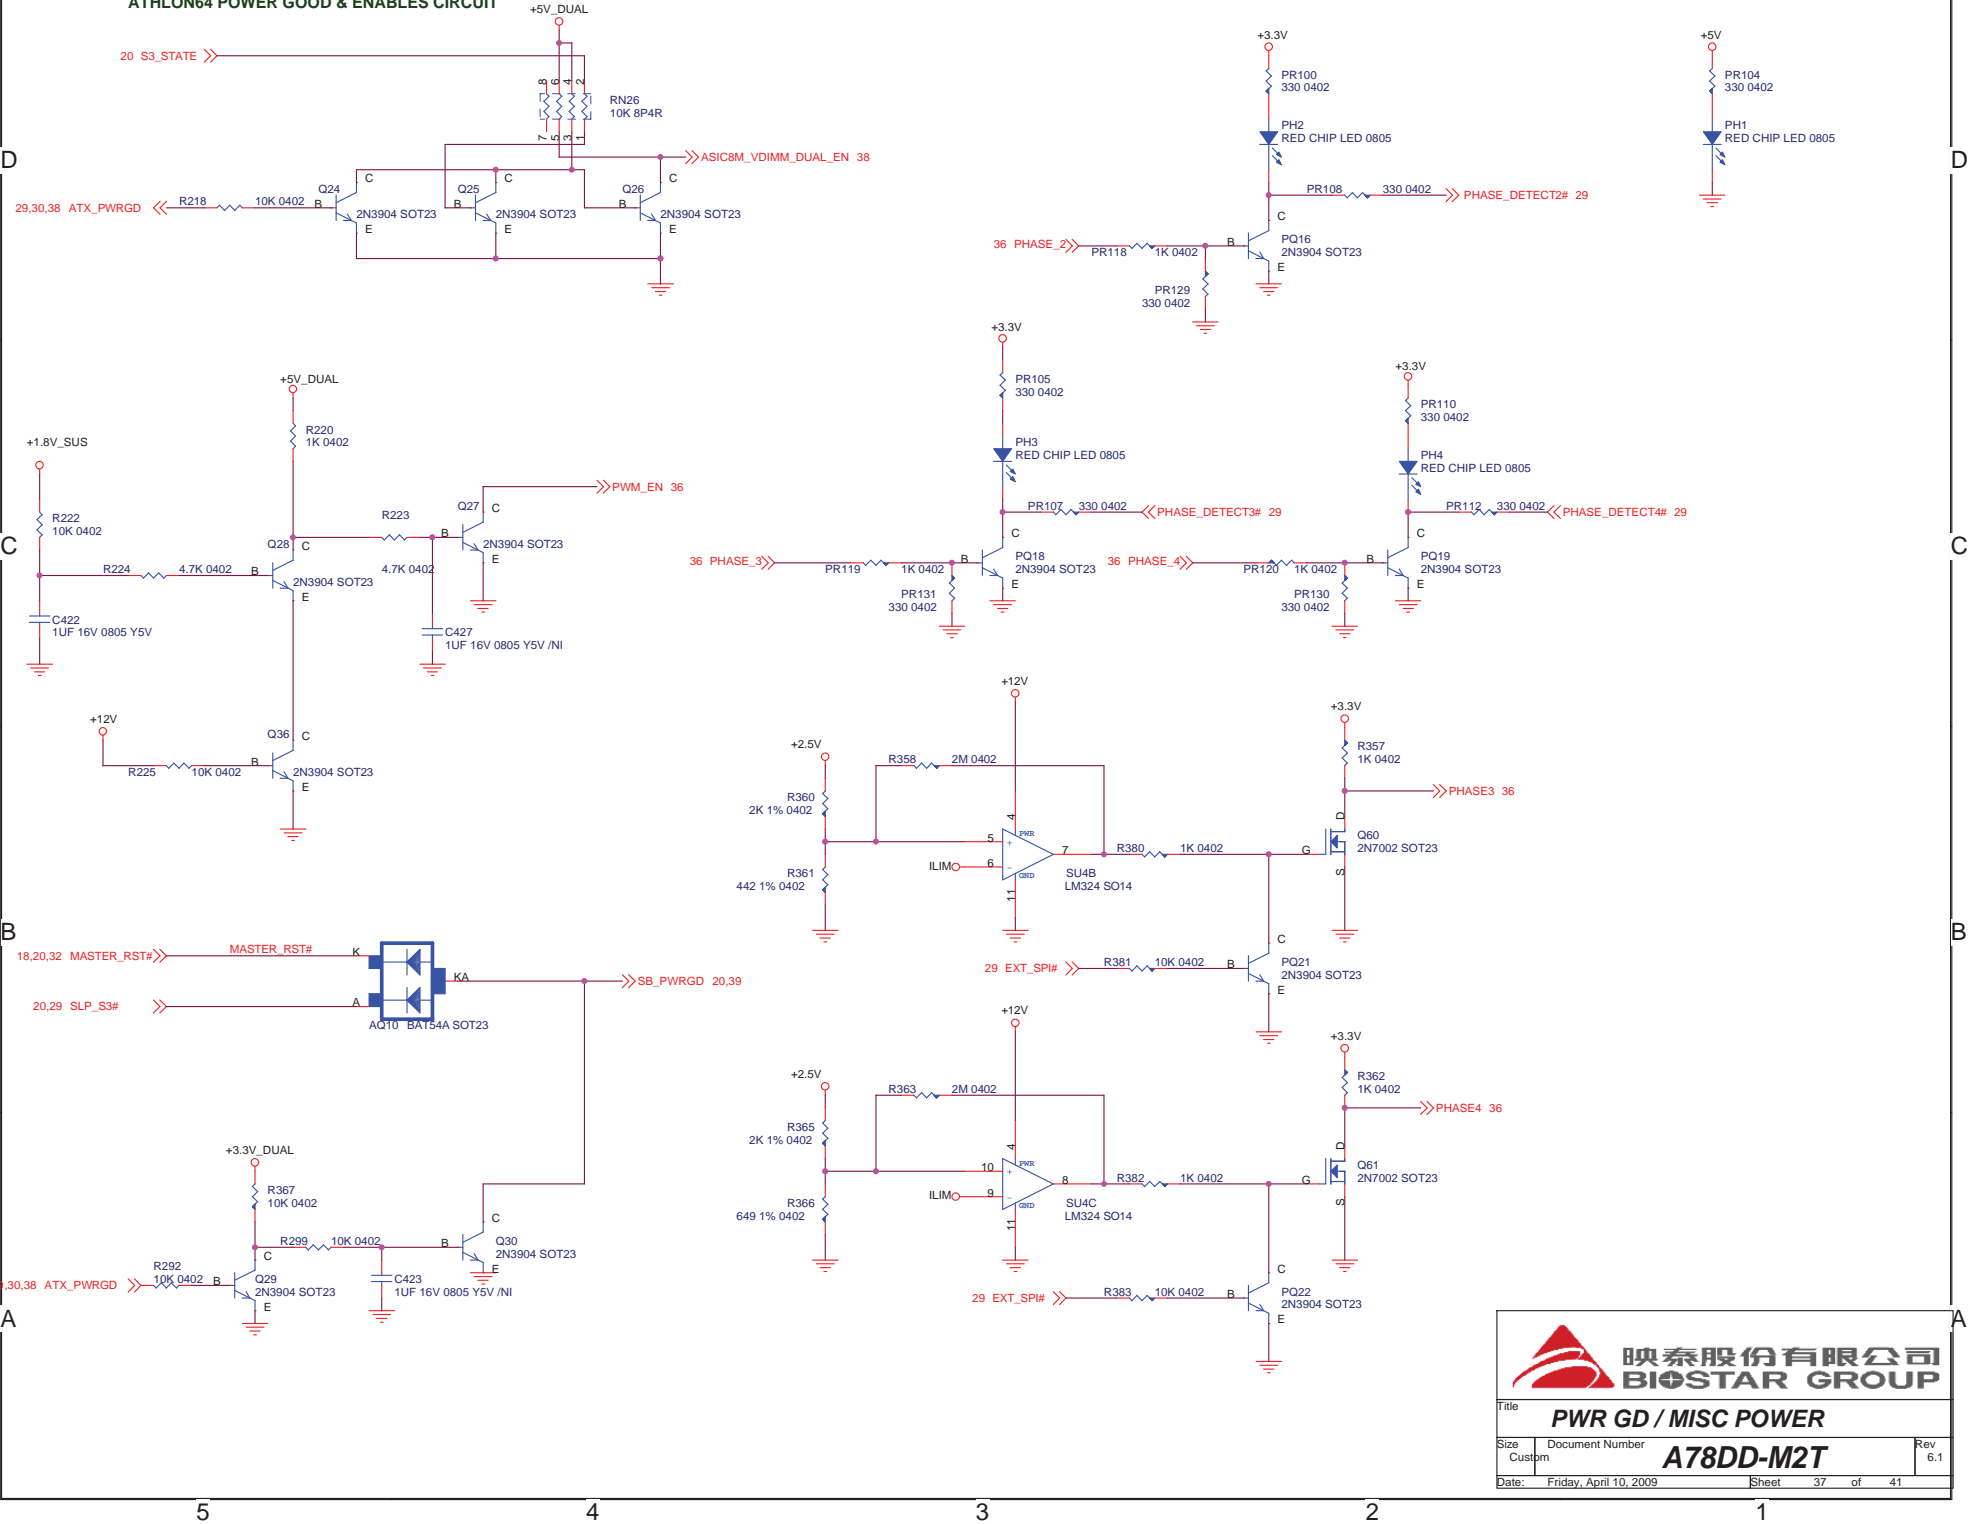 ATHLON64 POWER GOOD & ENABLES CIRCUIT
+5V_DUAL
20 S3_STATE
8 6 4 2
RN26
10K 8P4R
7 5 3 1
ASIC8M_VDIMM_DUAL_EN 38
29,30,38 ATX_PWRGD
R218
10K 0402
B
Q24
C
2N3904 SOT23
E
B
Q25
C
2N3904 SOT23
E
B
Q26
C
2N3904 SOT23
E
+3.3V
PR100
330 0402
PH2
RED CHIP LED 0805
PR108
330 0402
PHASE_DETECT2# 29
36 PHASE_2
PR118
1K 0402
B
C
PQ16
2N3904 SOT23
E
PR129
330 0402
+5V
PR104
330 0402
PH1
RED CHIP LED 0805
+5V_DUAL
R220
1K 0402
+1.8V_SUS
R222
10K 0402
R224
4.7K 0402
B
Q28
C
2N3904 SOT23
E
C422
1UF 16V 0805 Y5V
R223
4.7K 0402
B
Q27
C
2N3904 SOT23
E
PWM_EN 36
C427
1UF 16V 0805 Y5V /NI
+12V
R225
10K 0402
B
Q36
C
2N3904 SOT23
E
+3.3V
PR105
330 0402
PH3
RED CHIP LED 0805
PR107
330 0402
PHASE_DETECT3# 29
36 PHASE_3
PR119
1K 0402
B
C
PQ18
2N3904 SOT23
E
PR131
330 0402
+3.3V
PR110
330 0402
PH4
RED CHIP LED 0805
PR112
330 0402
PHASE_DETECT4# 29
36 PHASE_4
PR120
1K 0402
B
C
PQ19
2N3904 SOT23
E
PR130
330 0402
+12V
+2.5V
R358
2M 0402
R360
2K 1% 0402
R361
442 1% 0402
ILIM
5
6
4
PWR
+
-
GND
11
7
SU4B
LM324 SO14
R380
1K 0402
+3.3V
R357
1K 0402
PHASE3 36
D
G
S
Q60
2N7002 SOT23
29 EXT_SPI#
R381
10K 0402
B
C
PQ21
2N3904 SOT23
E
18,20,32 MASTER_RST#
MASTER_RST#
K
KA
A
20,29 SLP_S3#
AQ10 BAT54A SOT23
SB_PWRGD 20,39
+12V
+2.5V
R363
2M 0402
R365
2K 1% 0402
R366
649 1% 0402
ILIM
10
9
4
PWR
+
-
GND
11
8
SU4C
LM324 SO14
R382
1K 0402
+3.3V
R362
1K 0402
PHASE4 36
D
G
S
Q61
2N7002 SOT23
29 EXT_SPI#
R383
10K 0402
B
C
PQ22
2N3904 SOT23
E
+3.3V_DUAL
R367
10K 0402
R299
10K 0402
B
C
Q30
2N3904 SOT23
E
,30,38 ATX_PWRGD
R292
10K 0402
B
C
Q29
2N3904 SOT23
E
C423
1UF 16V 0805 Y5V /NI
D
D
C
C
B
B
A
A
映泰股份有限公司
BIOSTAR GROUP
Title
PWR GD / MISC POWER
Size
Custom
Document Number
A78DD-M2T
Rev
6.1
Date: Friday, April 10, 2009
Sheet 37 of 41
5 4 3 2 1